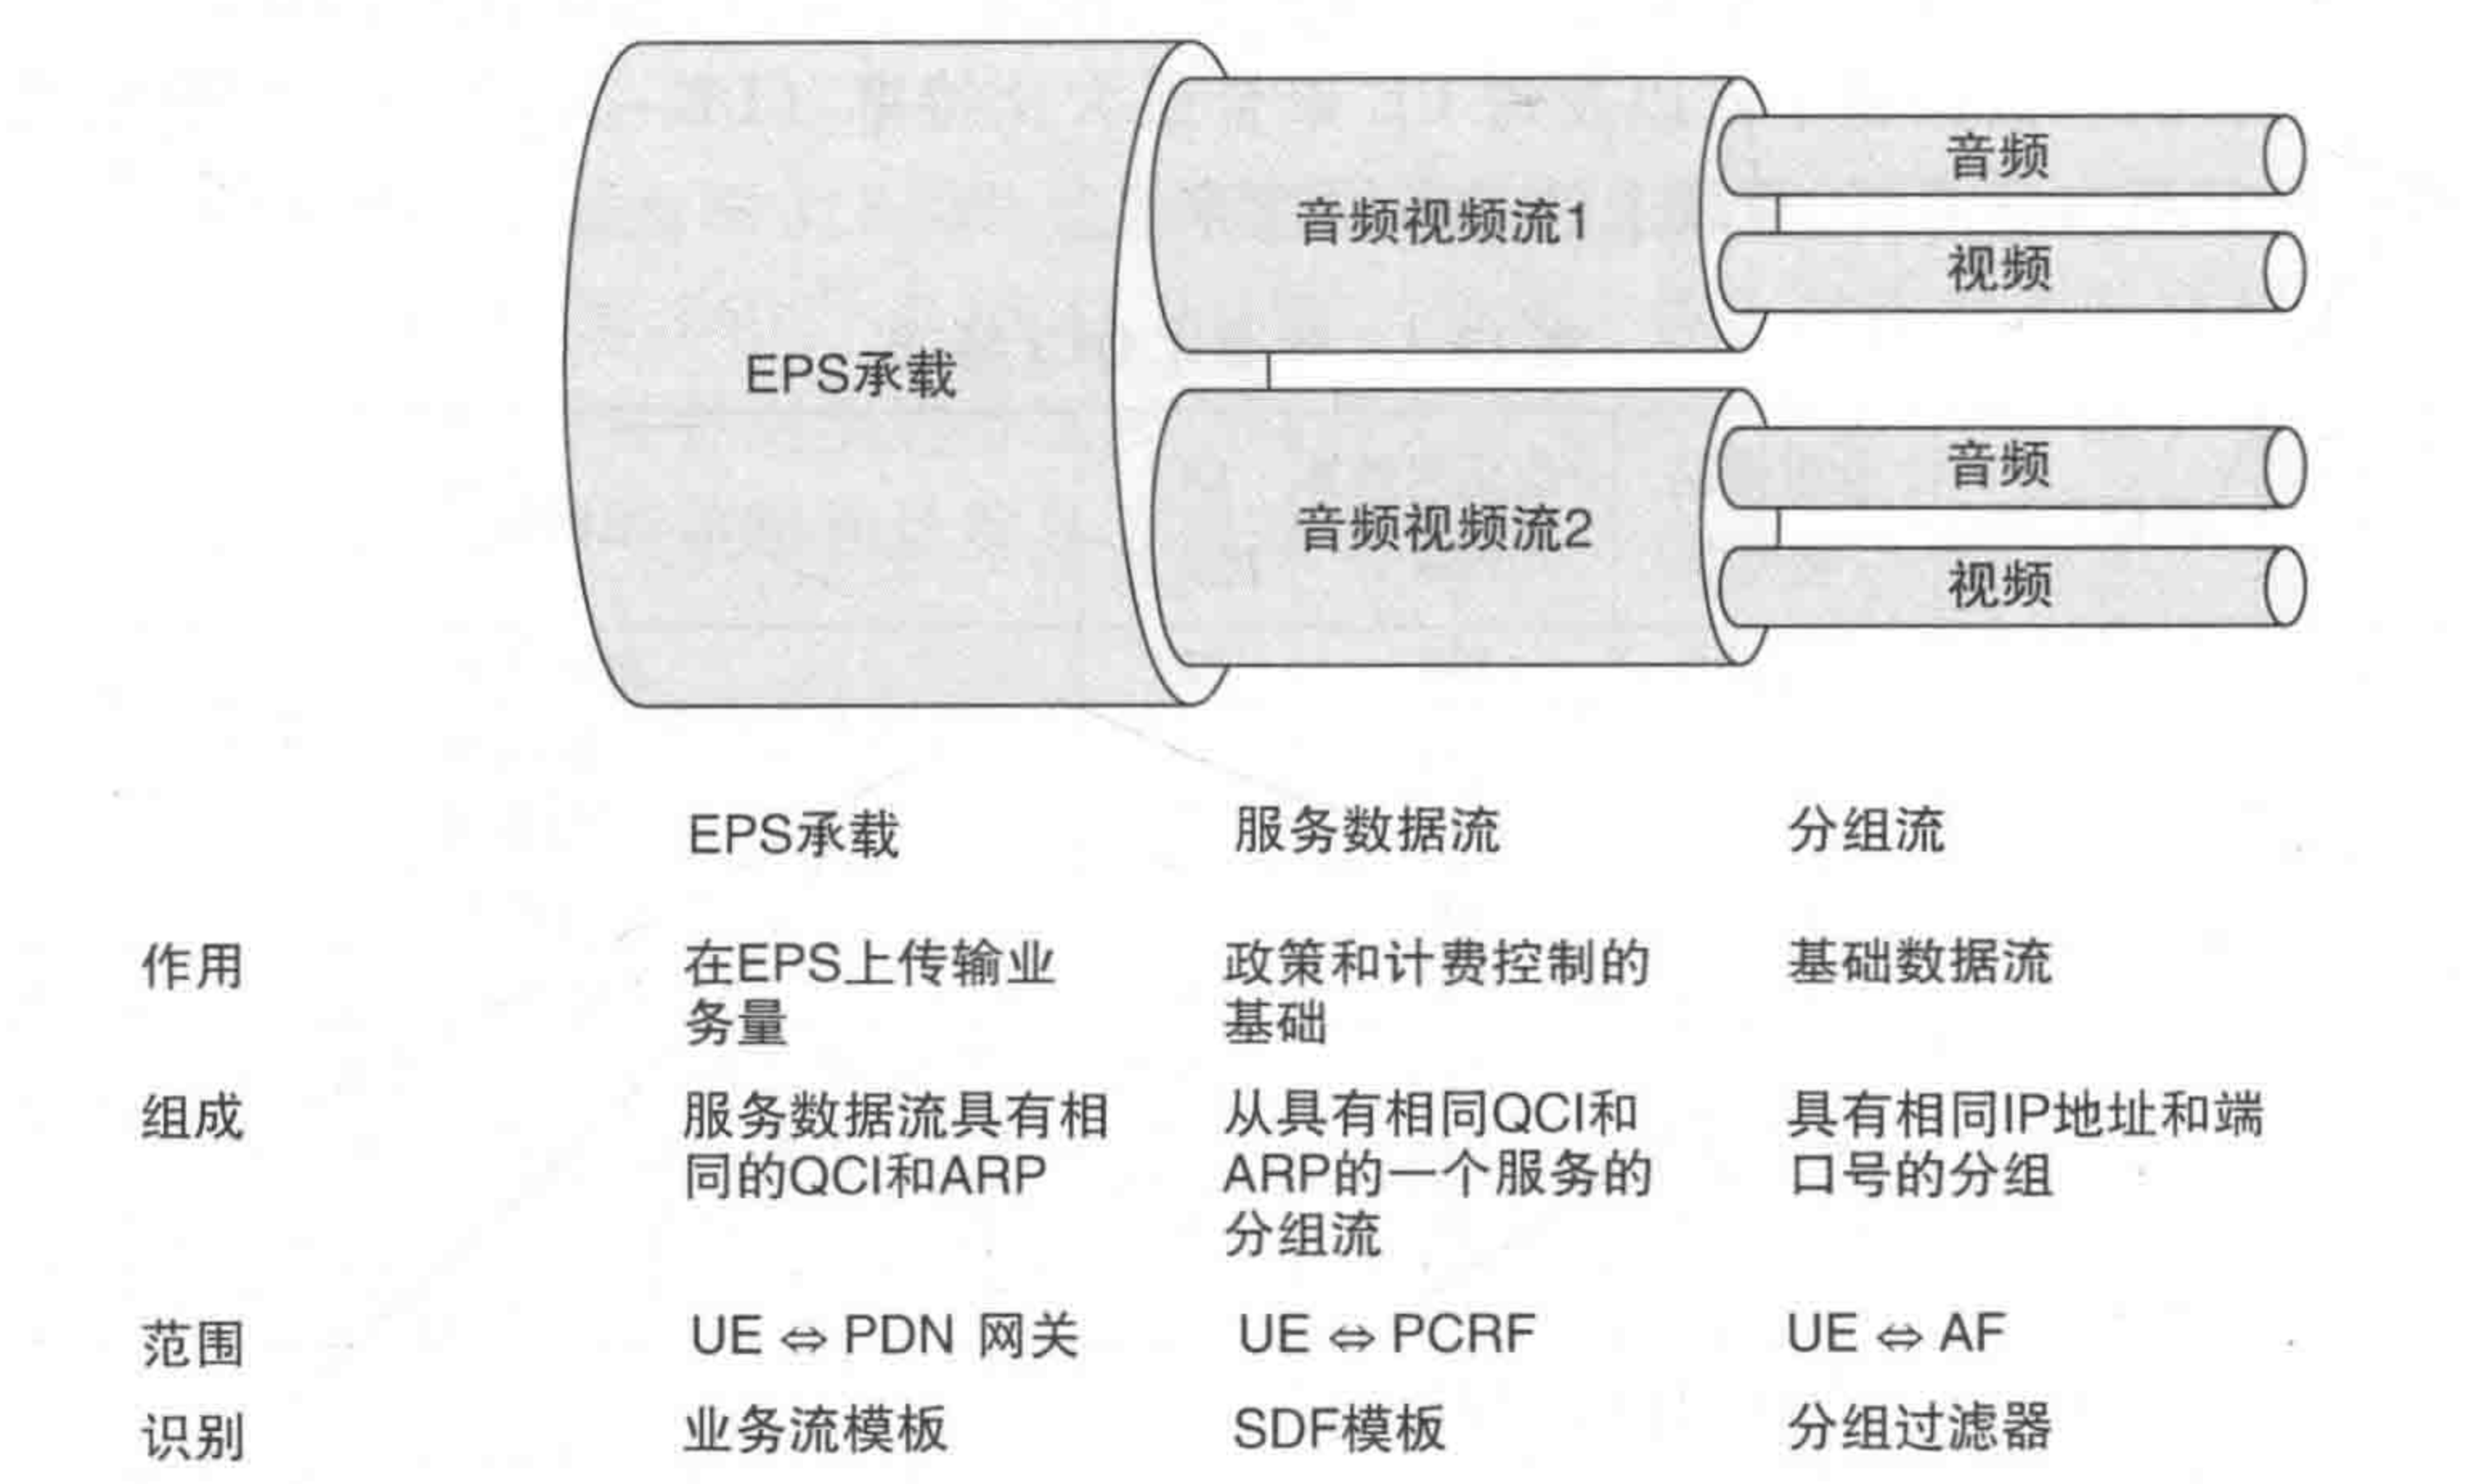 音频
音频视频流1
视频
EPS承载
音频
音频视频流2
视频
EPS承载 服务数据流 分组流
作用 在EPS上传输业 政策和计费控制的 基础数据流
务量 基础
组成 服务数据流具有相 从具有相同QCI和 具有相同IP地址和端
同的QCI和ARP ARP的一个服务的 口号的分组
分组流
范围 UE ⇔ PDN 网关 UE ⇔ PCRF UE ⇔ AF
识别 业务流模板 SDF模板 分组过滤器